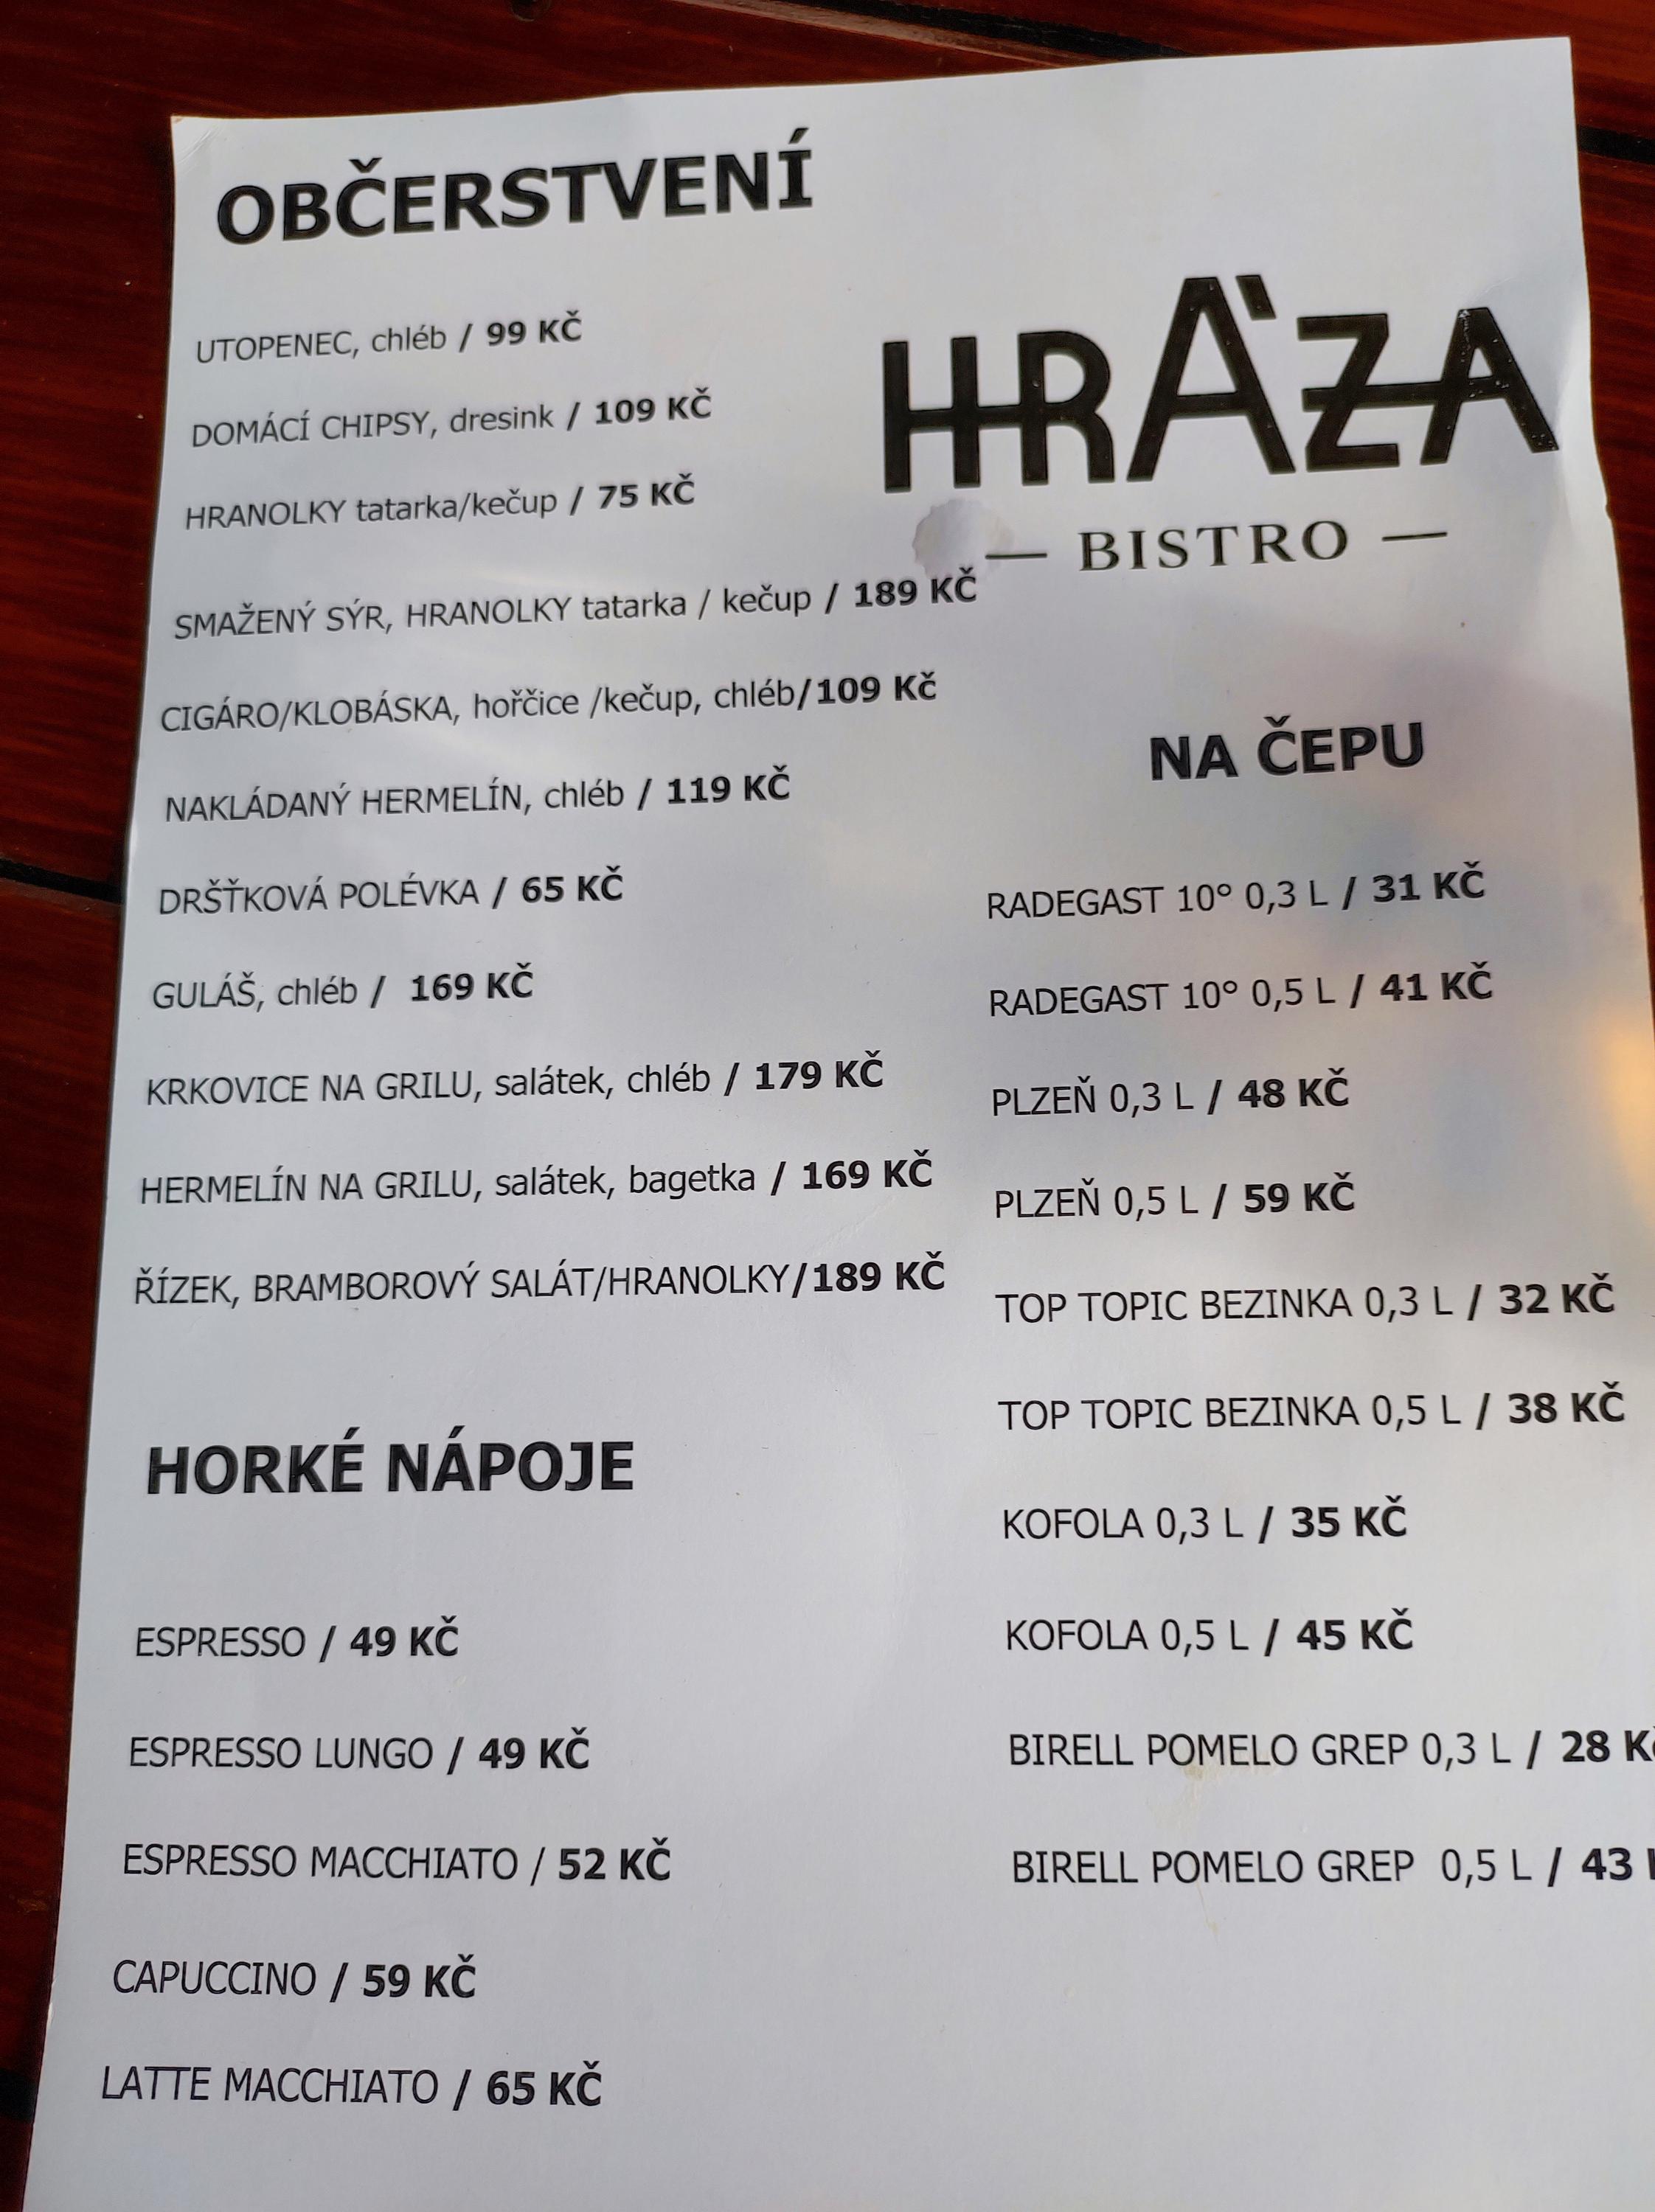 OBČERSTVENÍ
UTOPENEC, chléb / 99 KČ
DOMÁCÍ CHIPSY, dresink / 109 KČ
HRANOLKY tatarka/kečup / 75 KČ
SMAŽENÝ SÝR, HRANOLKY tatarka / kečup / 189 KČ
CIGÁRO/KLOBÁSKA, hořčice /kečup, chléb/109 Kč
NAKLÁDANÝ HERMELÍN, chléb / 119 KČ
DRŠŤKOVÁ POLÉVKA / 65 KČ
GULÁŠ, chléb / 169 KČ
KRKOVICE NA GRILU, salátek, chléb / 179 KČ
HERMELÍN NA GRILU, salátek, bagetka / 169 KČ
ŘÍZEK, BRAMBOROVÝ SALÁT/HRANOLKY/189 KČ
HORKÉ NÁPOJE
ESPRESSO / 49 KČ
ESPRESSO LUNGO / 49 KČ
ESPRESSO MACCHIATO / 52 KČ
CAPUCCINO / 59 KČ
LATTE MACCHIATO / 65 KČ
HRÁZA
— BISTRO —
NA ČEPU
RADEGAST 10° 0,3 L / 31 KČ
RADEGAST 10° 0,5 L / 41 KČ
PLZEŇ 0,3 L / 48 KČ
PLZEŇ 0,5 L / 59 KČ
TOP TOPIC BEZINKA 0,3 L / 32 KČ
TOP TOPIC BEZINKA 0,5 L / 38 KČ
KOFOLA 0,3 L / 35 KČ
KOFOLA 0,5 L / 45 KČ
BIRELL POMELO GREP 0,3 L / 28 KČ
BIRELL POMELO GREP 0,5 L / 43